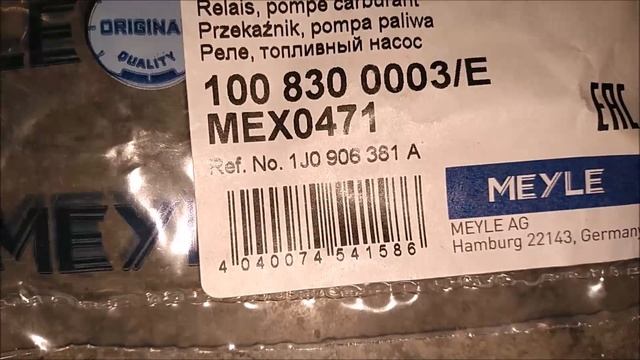 Relais, pompe carburant
Przekaźnik, pompa paliwa
Реле, топливный насос
100 830 0003/E
MEX0471
Ref. No. 1J0 906 381 A
4 040074 541586
MEYLE
MEYLE AG
Hamburg 22143, Germany
EAC
ORIGINAL
QUALITY
MEYLE